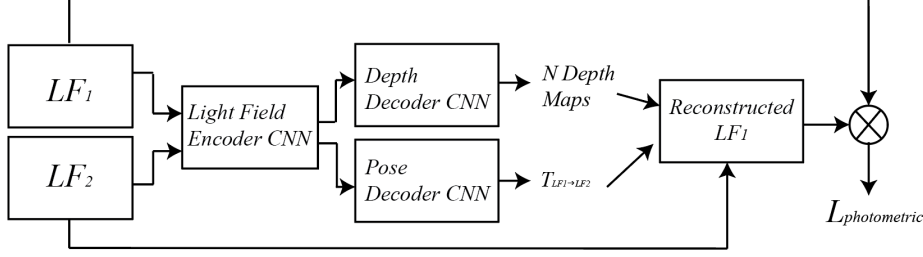 LF1
LF2
Light Field
Encoder CNN
Depth
Decoder CNN
Pose
Decoder CNN
N Depth
Maps
TLF1→LF2
Reconstructed
LF1
Lphotometric